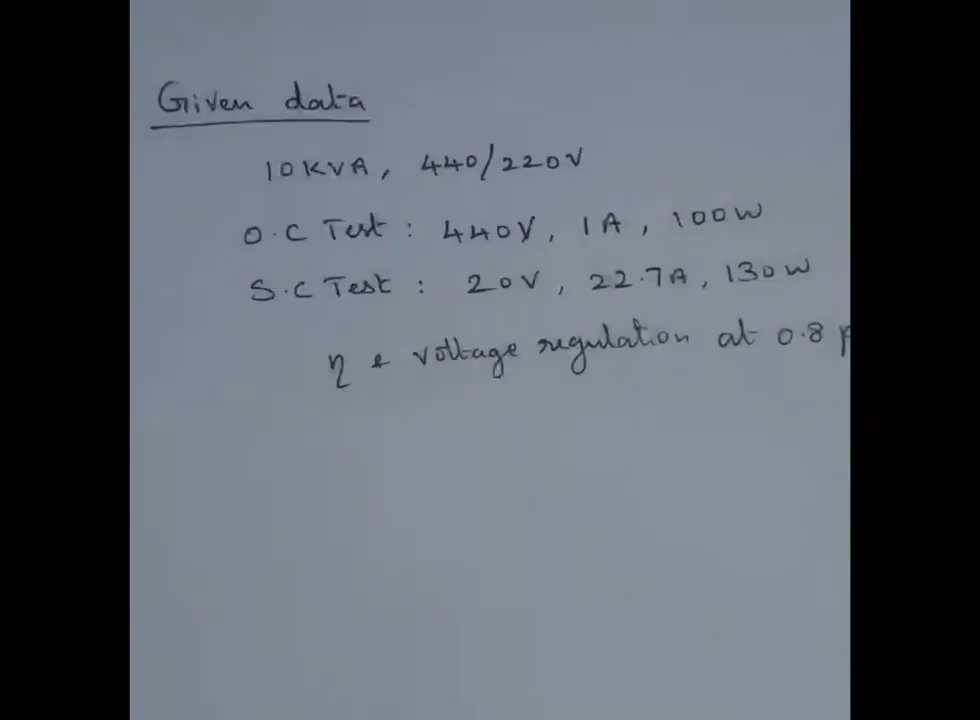 Given data
10KVA, 440/220V
O.C Test : 440V, 1A, 100W
S.C Test : 20V, 22.7A, 130W
η & voltage regulation at 0.8